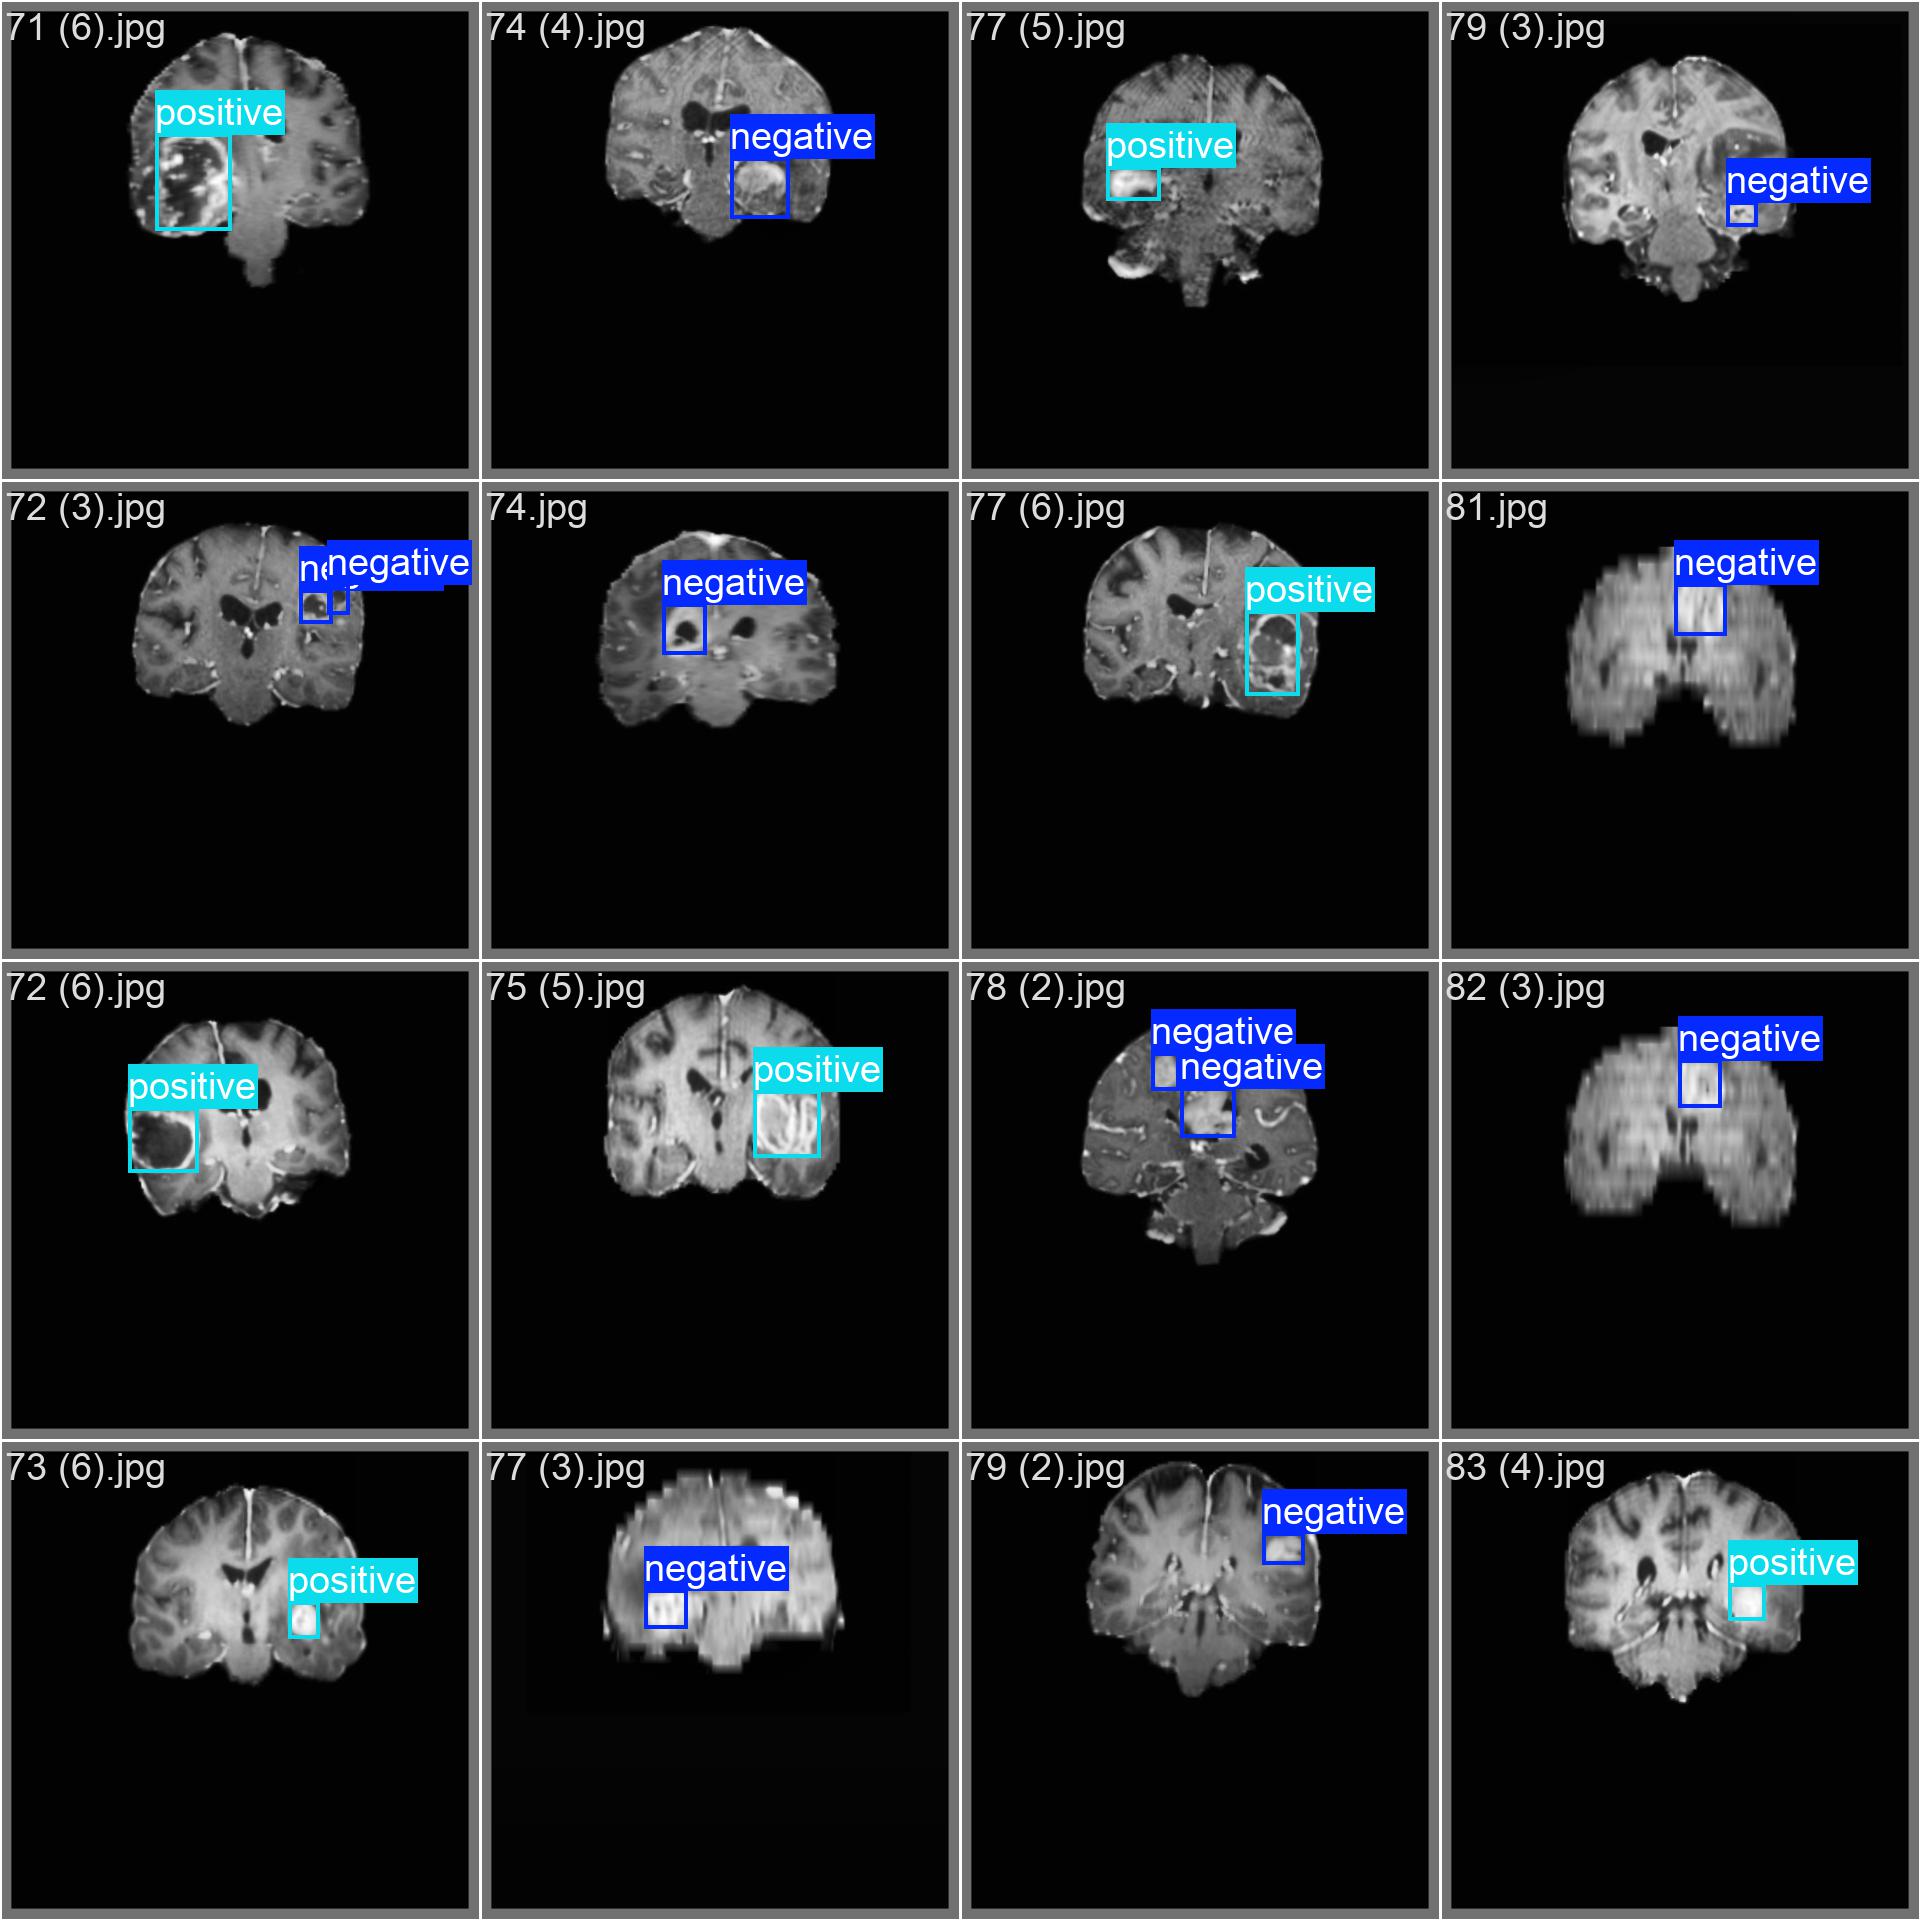 71 (6).jpg
positive
74 (4).jpg
negative
77 (5).jpg
positive
79 (3).jpg
negative
72 (3).jpg
negative
74.jpg
negative
77 (6).jpg
positive
81.jpg
negative
72 (6).jpg
positive
75 (5).jpg
positive
78 (2).jpg
negative
negative
82 (3).jpg
negative
73 (6).jpg
positive
77 (3).jpg
negative
79 (2).jpg
negative
83 (4).jpg
positive